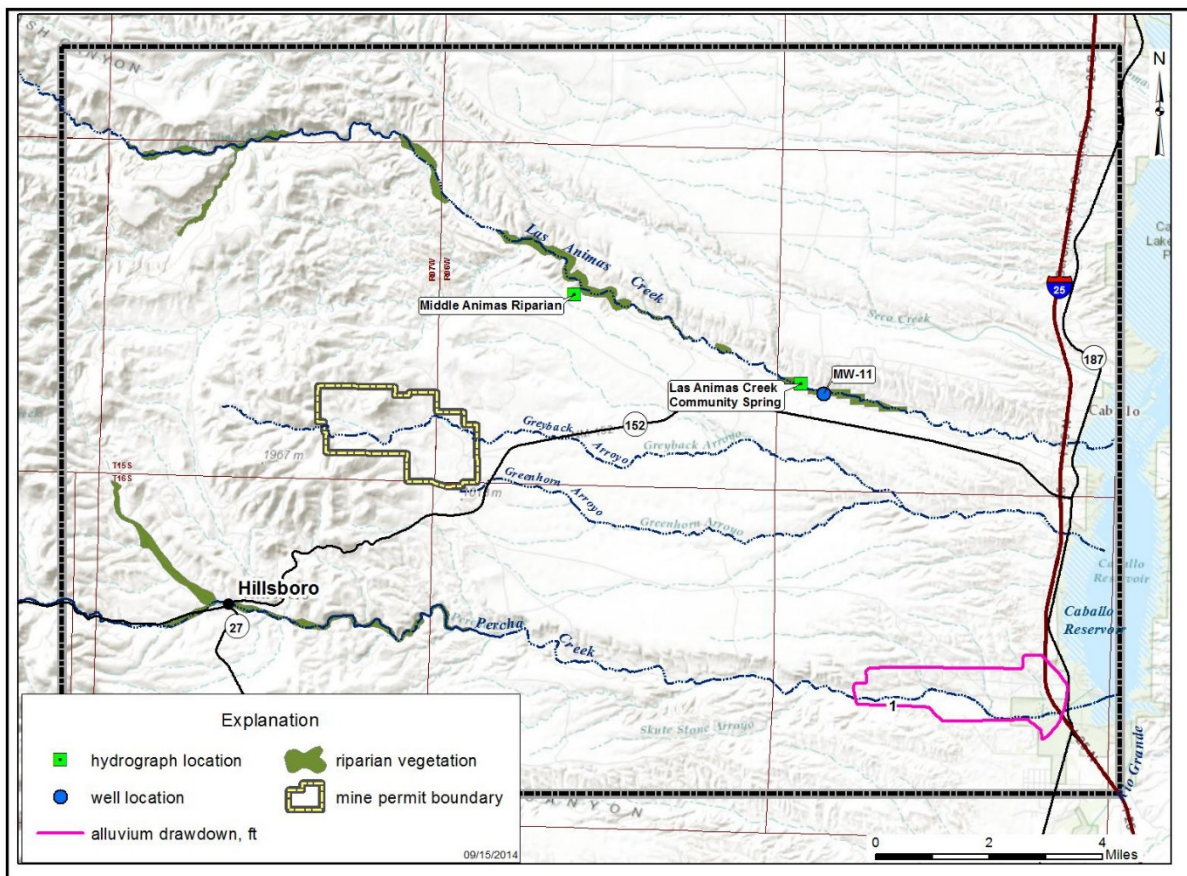 SH CANYON
N
Las Animas
Creek
Middle Animas Riparian
R07W
R06W
25
Seco Creek
187
MW-11
Las Animas Creek
Community Spring
Caballo
152
Greyback
Arroyo
Greyback Arroyo
1967 m
T15S
T16S
Greenhorn
Arroyo
Greenhorn Arroyo
Caballo
Reservoir
Hillsboro
27
Percha
Creek
Caballo
Reservoir
1
Skute Stone Arroyo
Rio Grande
CANYON
Explanation
hydrograph location
riparian vegetation
well location
mine permit boundary
alluvium drawdown, ft
09/15/2014
0 2 4
Miles